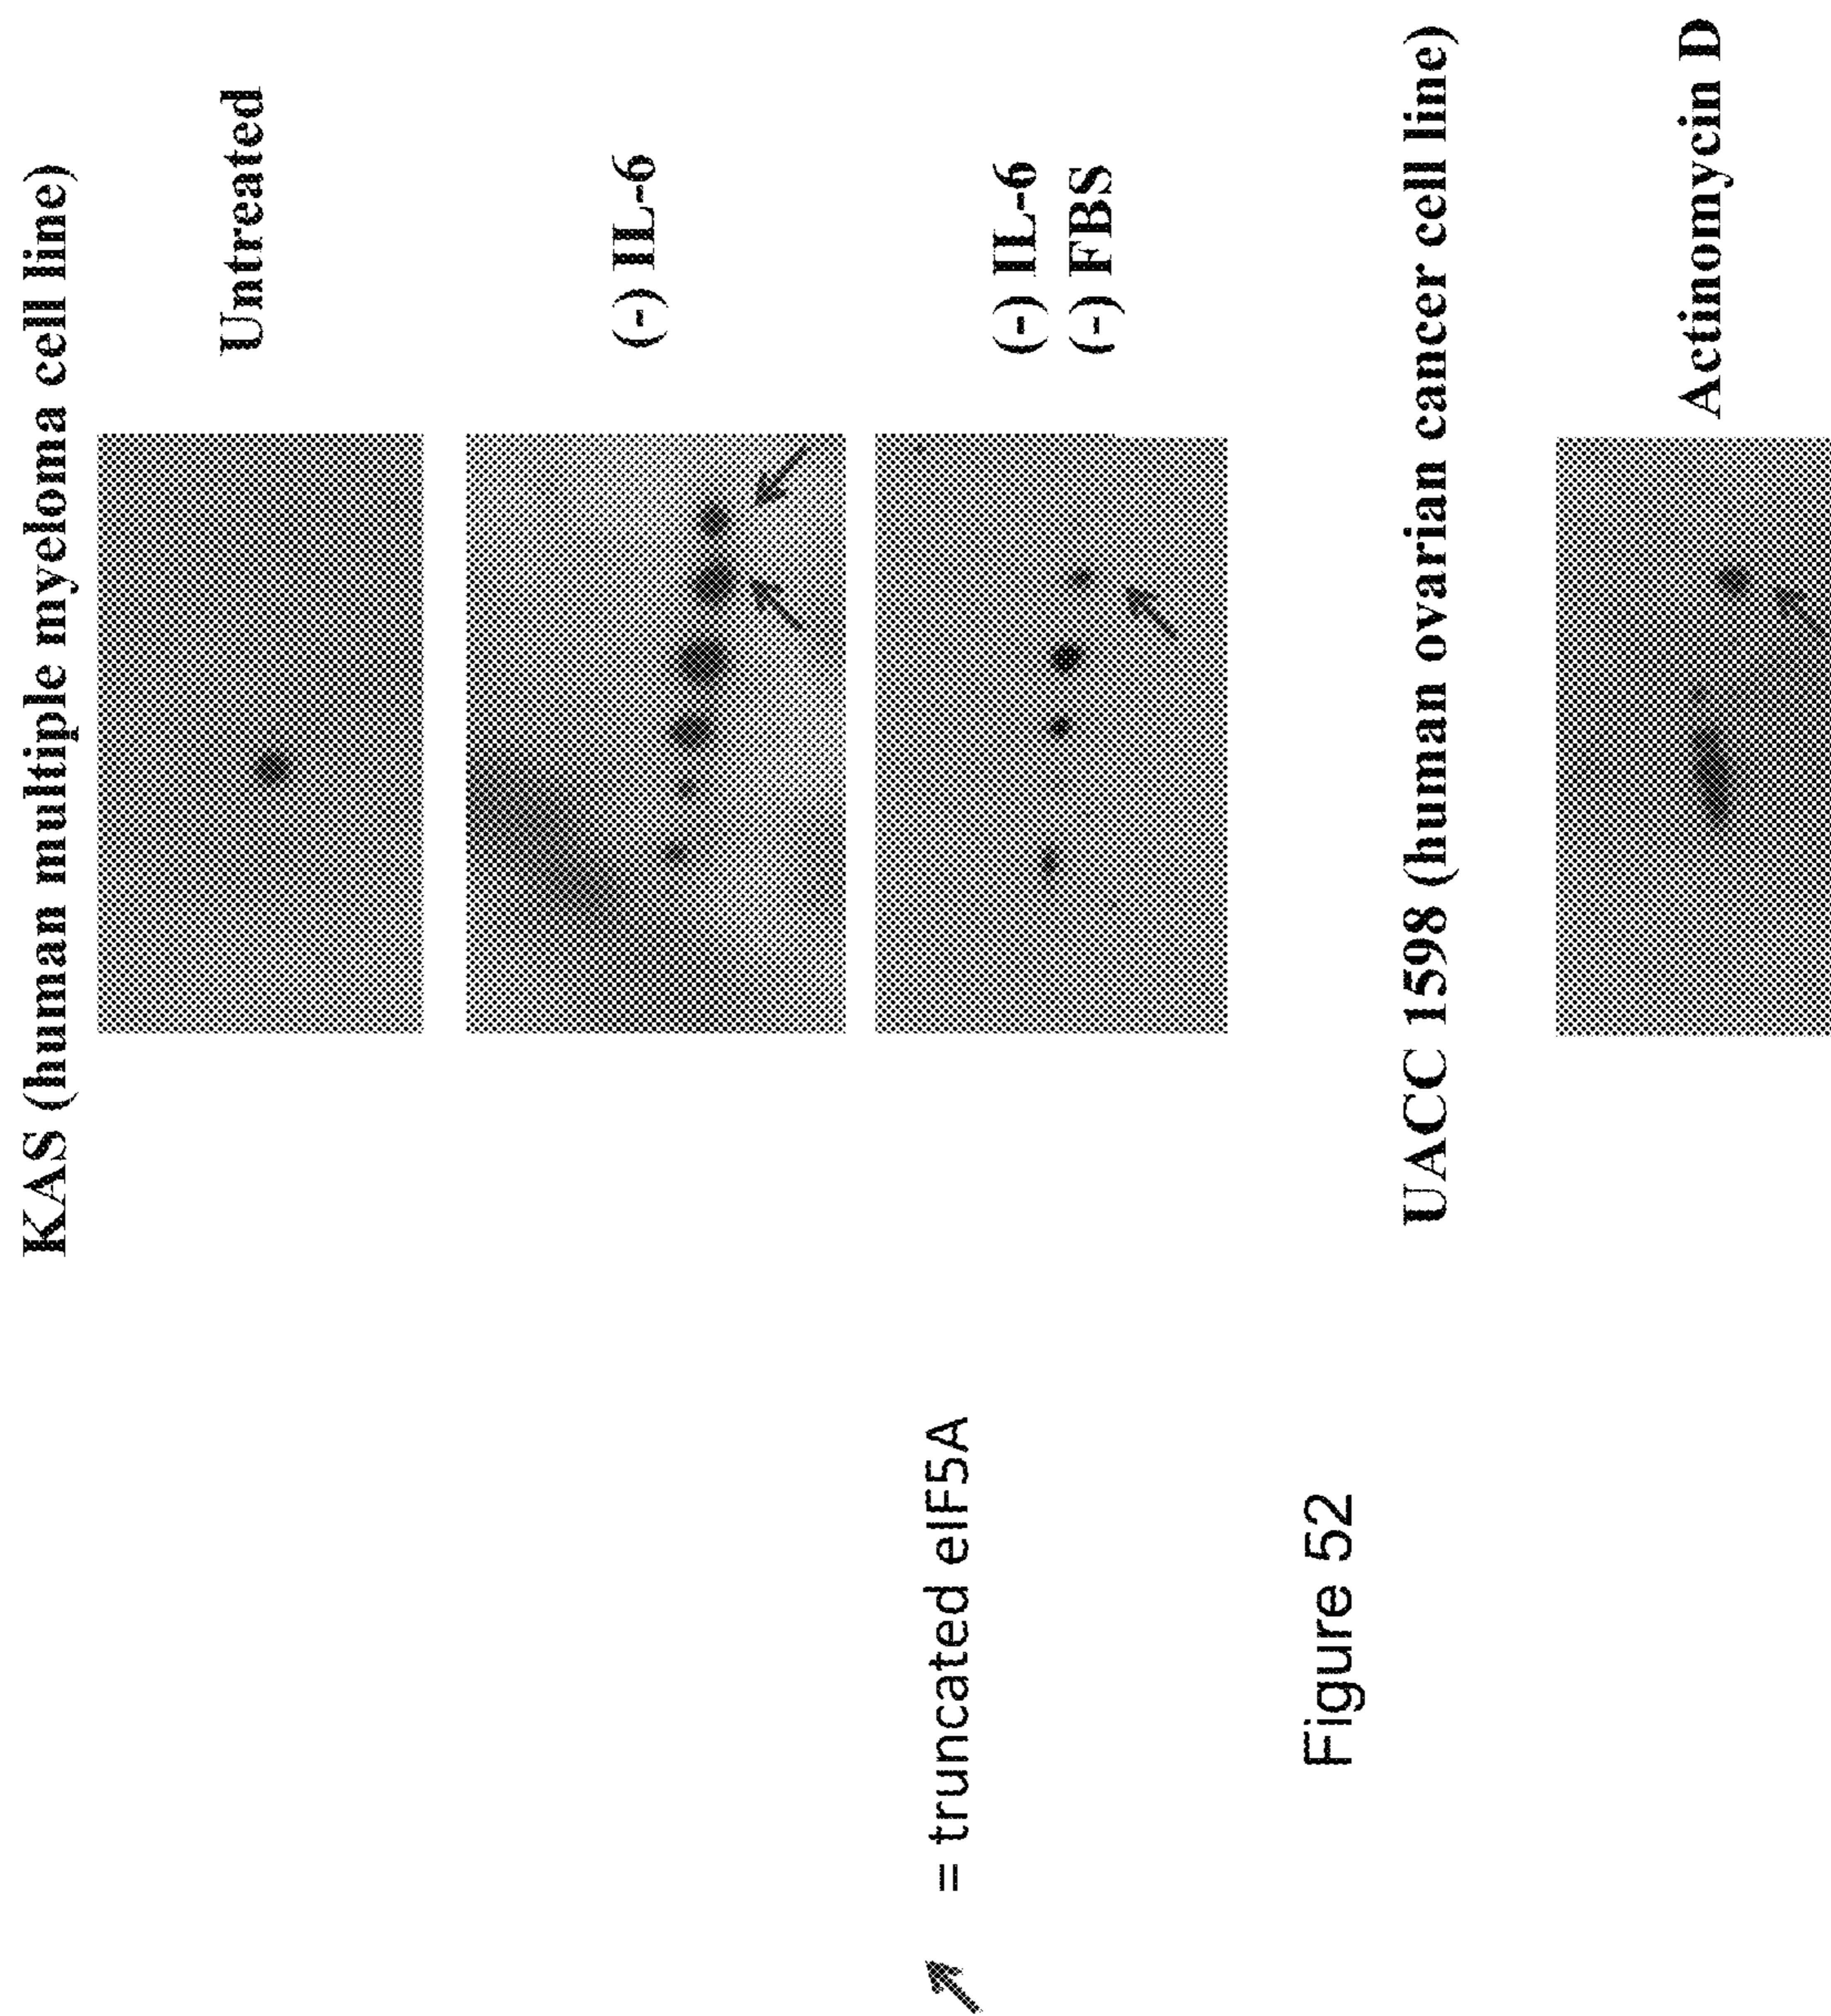 KAS (human multiple myeloma cell line)
Untreated
(-) IL-6
(-) IL-6
(-) FBS
= truncated eIF5A
UACC 1598 (human ovarian cancer cell line)
Actinomycin D
Figure 52